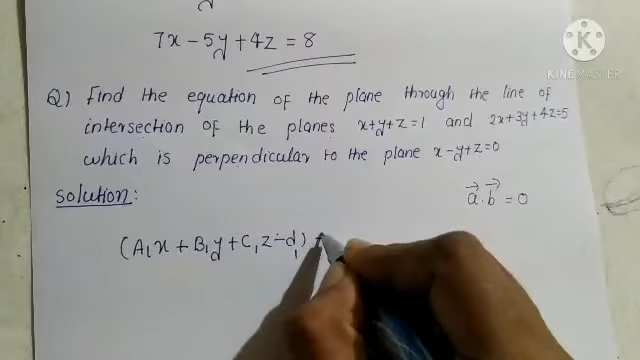 7x - 5y + 4z = 8
KINEMASTER
Q) Find the equation of the plane through the line of
intersection of the planes x+y+z=1 and 2x+3y+4z=5
which is perpendicular to the plane x-y+z=0
Solution:
a⃗.b⃗ = 0
(A₁x + B₁y + C₁z - d₁) +